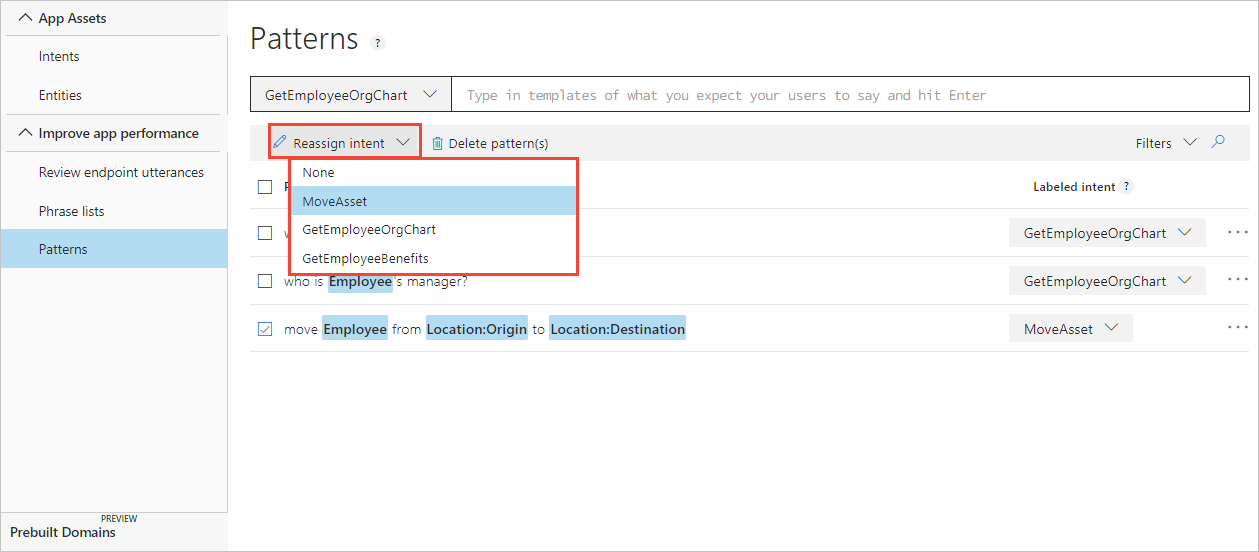 App Assets
Intents
Entities
Improve app performance
Review endpoint utterances
Phrase lists
Patterns
PREVIEW
Prebuilt Domains
Patterns ?
GetEmployeeOrgChart Type in templates of what you expect your users to say and hit Enter
Reassign intent Delete pattern(s) Filters
None
MoveAsset
GetEmployeeOrgChart
GetEmployeeBenefits
Labeled intent ?
GetEmployeeOrgChart ...
who is Employee's manager? GetEmployeeOrgChart ...
move Employee from Location:Origin to Location:Destination MoveAsset ...